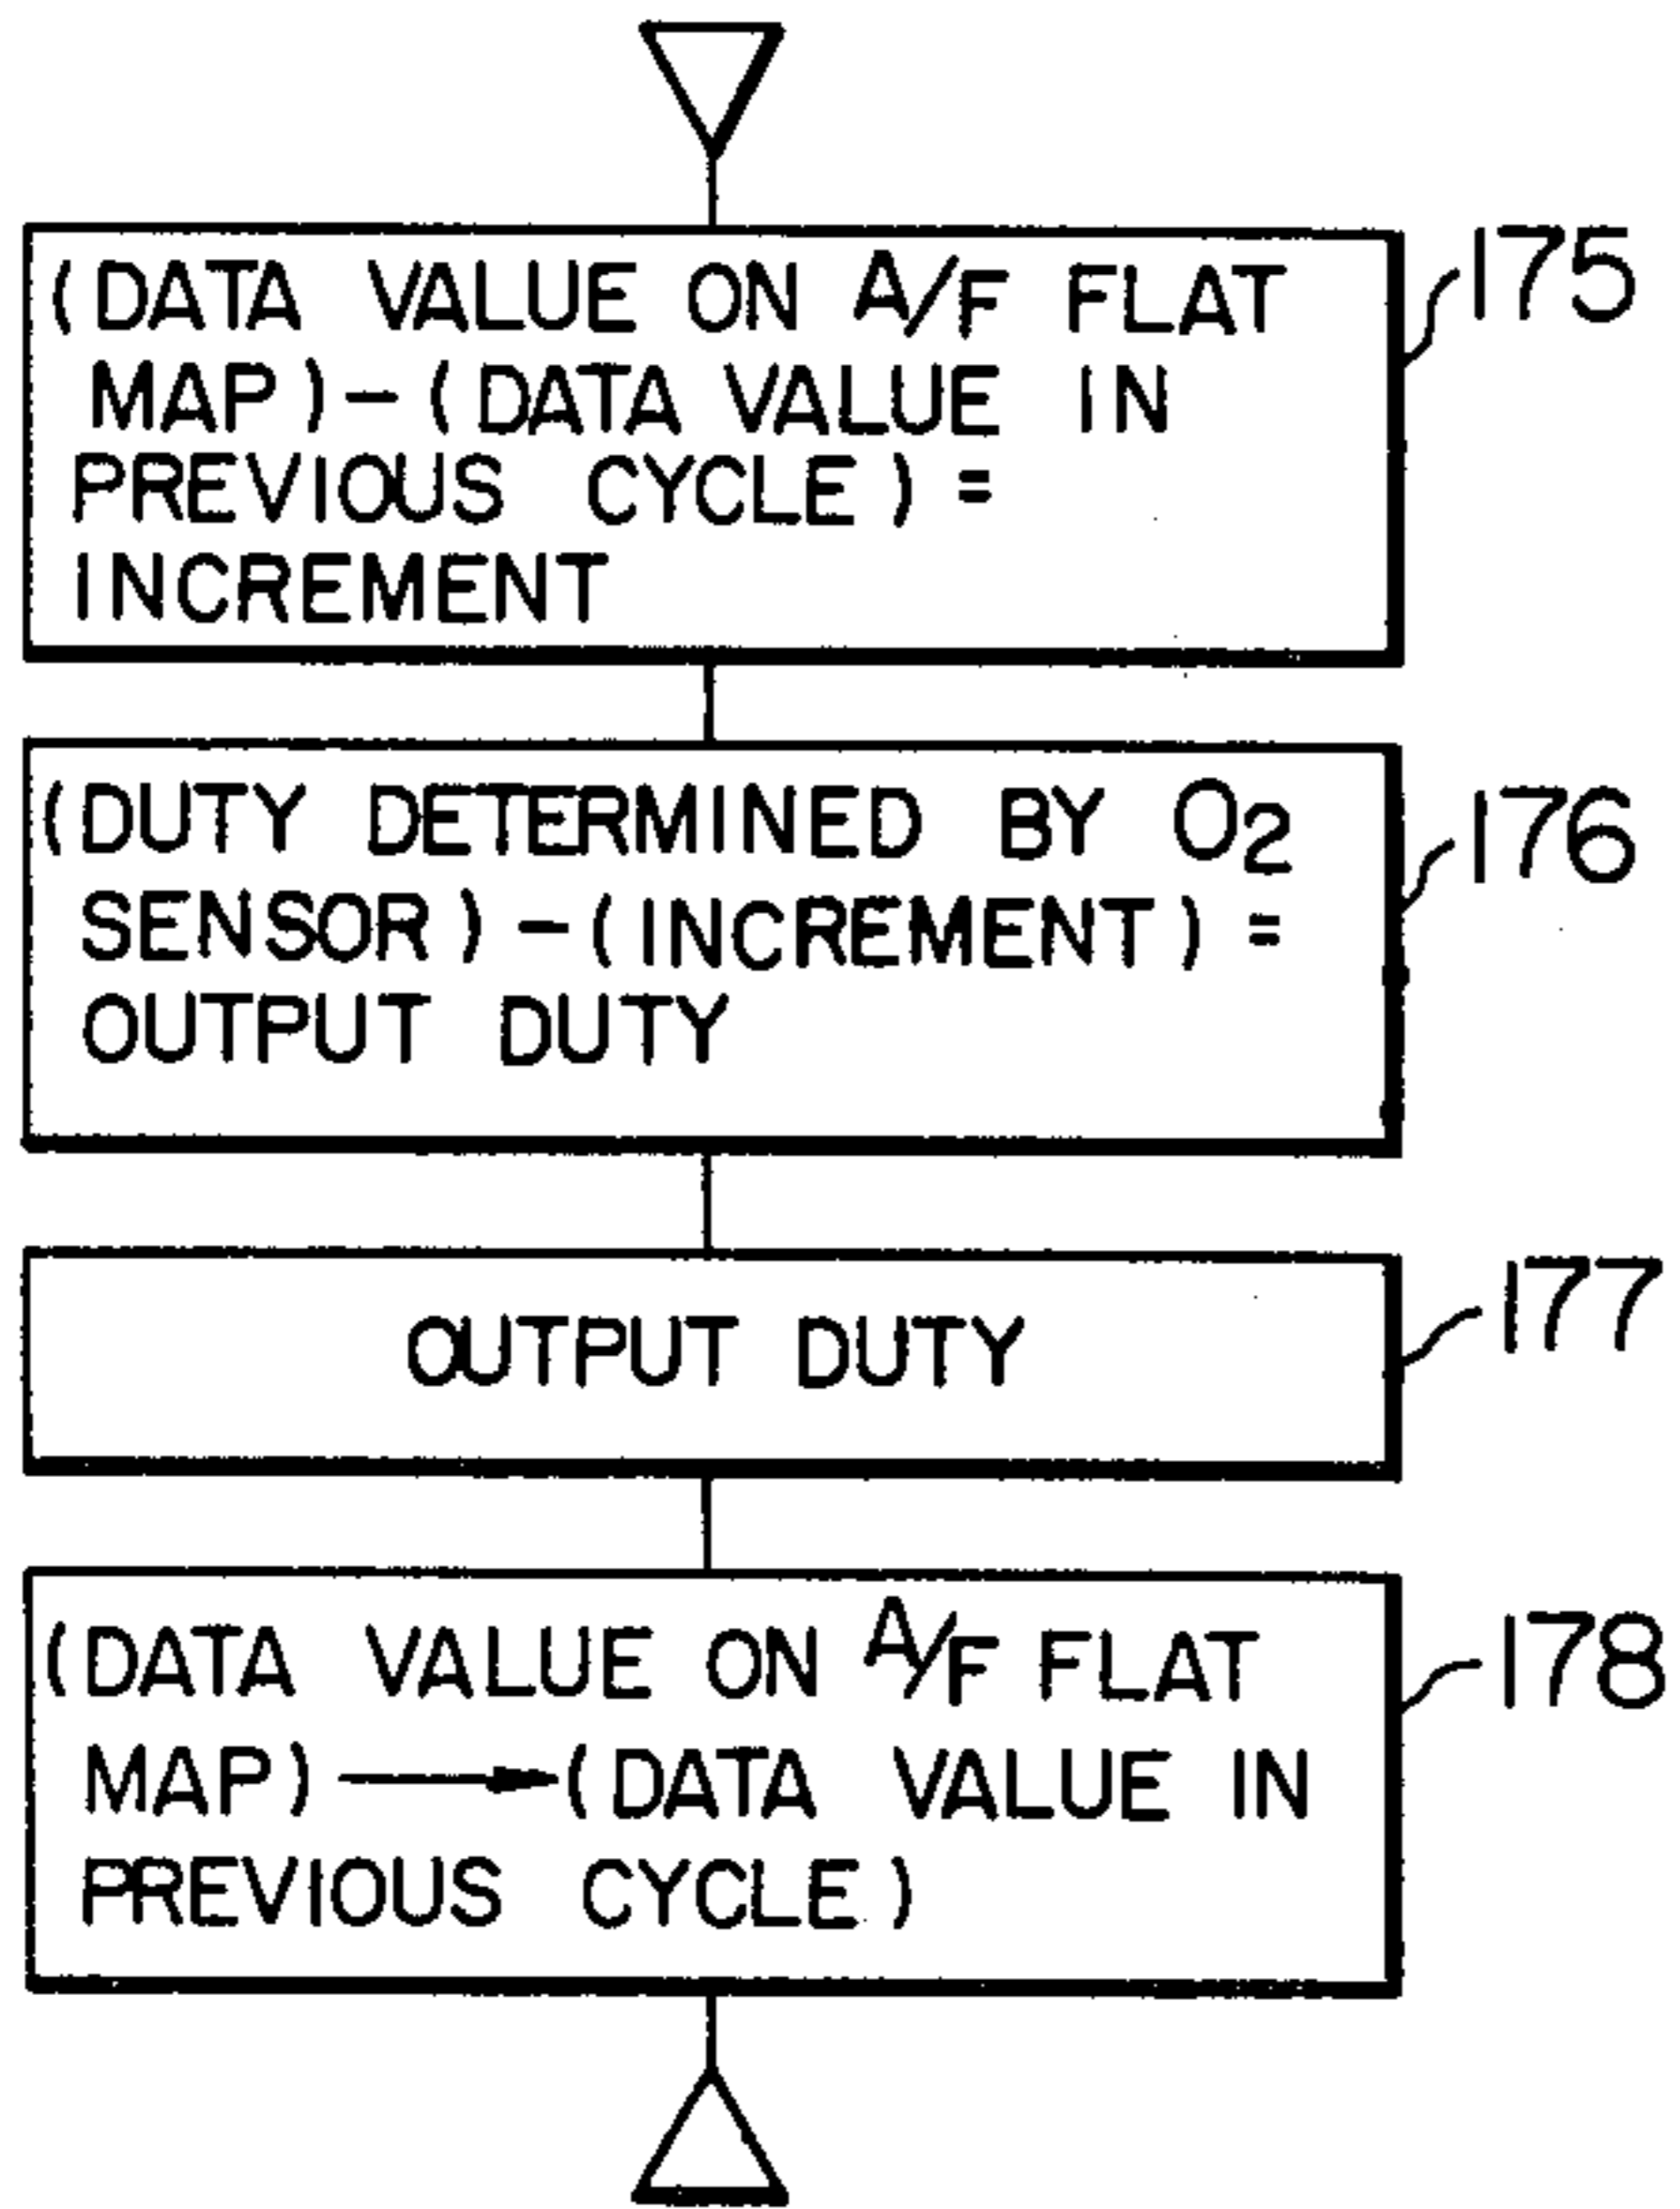 (DATA VALUE ON A/F FLAT
MAP) - (DATA VALUE IN
PREVIOUS CYCLE) =
INCREMENT
175
(DUTY DETERMINED BY O2
SENSOR) - (INCREMENT) =
OUTPUT DUTY
176
OUTPUT DUTY
177
(DATA VALUE ON A/F FLAT
MAP) → (DATA VALUE IN
PREVIOUS CYCLE)
178